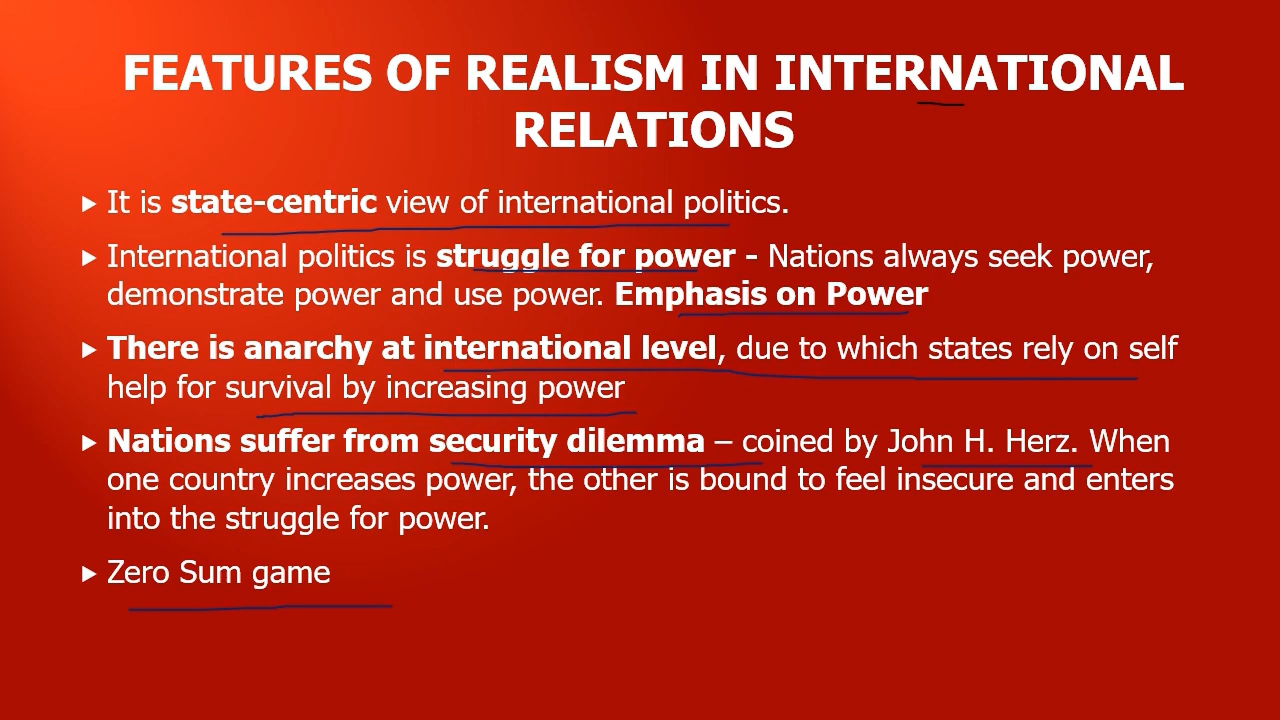 FEATURES OF REALISM IN INTERNATIONAL
RELATIONS
It is state-centric view of international politics.
International politics is struggle for power - Nations always seek power,
demonstrate power and use power. Emphasis on Power
There is anarchy at international level, due to which states rely on self
help for survival by increasing power
Nations suffer from security dilemma – coined by John H. Herz. When
one country increases power, the other is bound to feel insecure and enters
into the struggle for power.
Zero Sum game